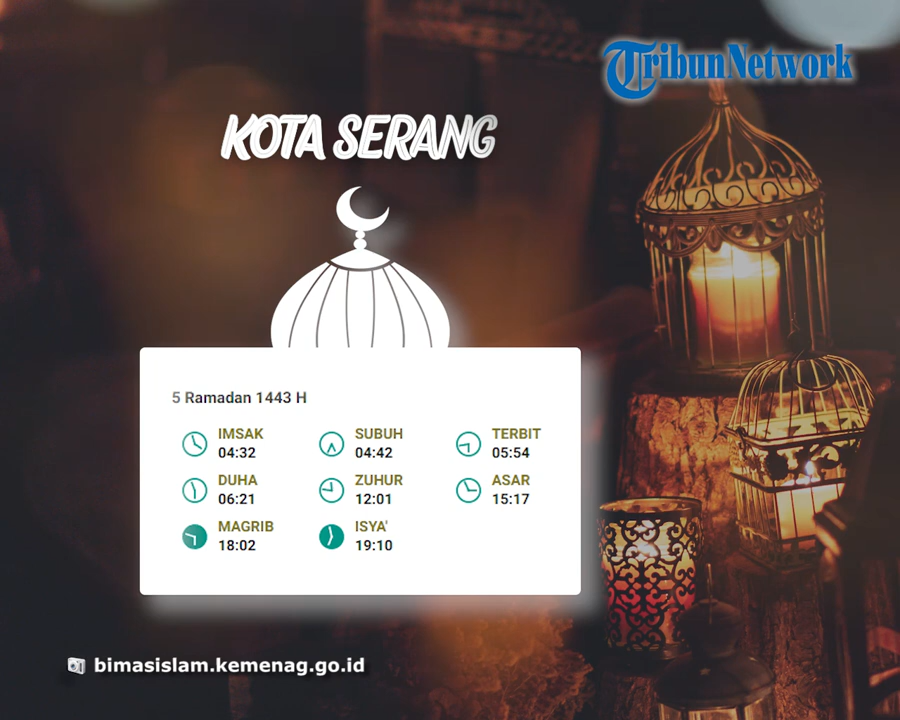 TribunNetwork
KOTA SERANG
5 Ramadan 1443 H
IMSAK
04:32
SUBUH
04:42
TERBIT
05:54
DUHA
06:21
ZUHUR
12:01
ASAR
15:17
MAGRIB
18:02
ISYA'
19:10
bimasislam.kemenag.go.id